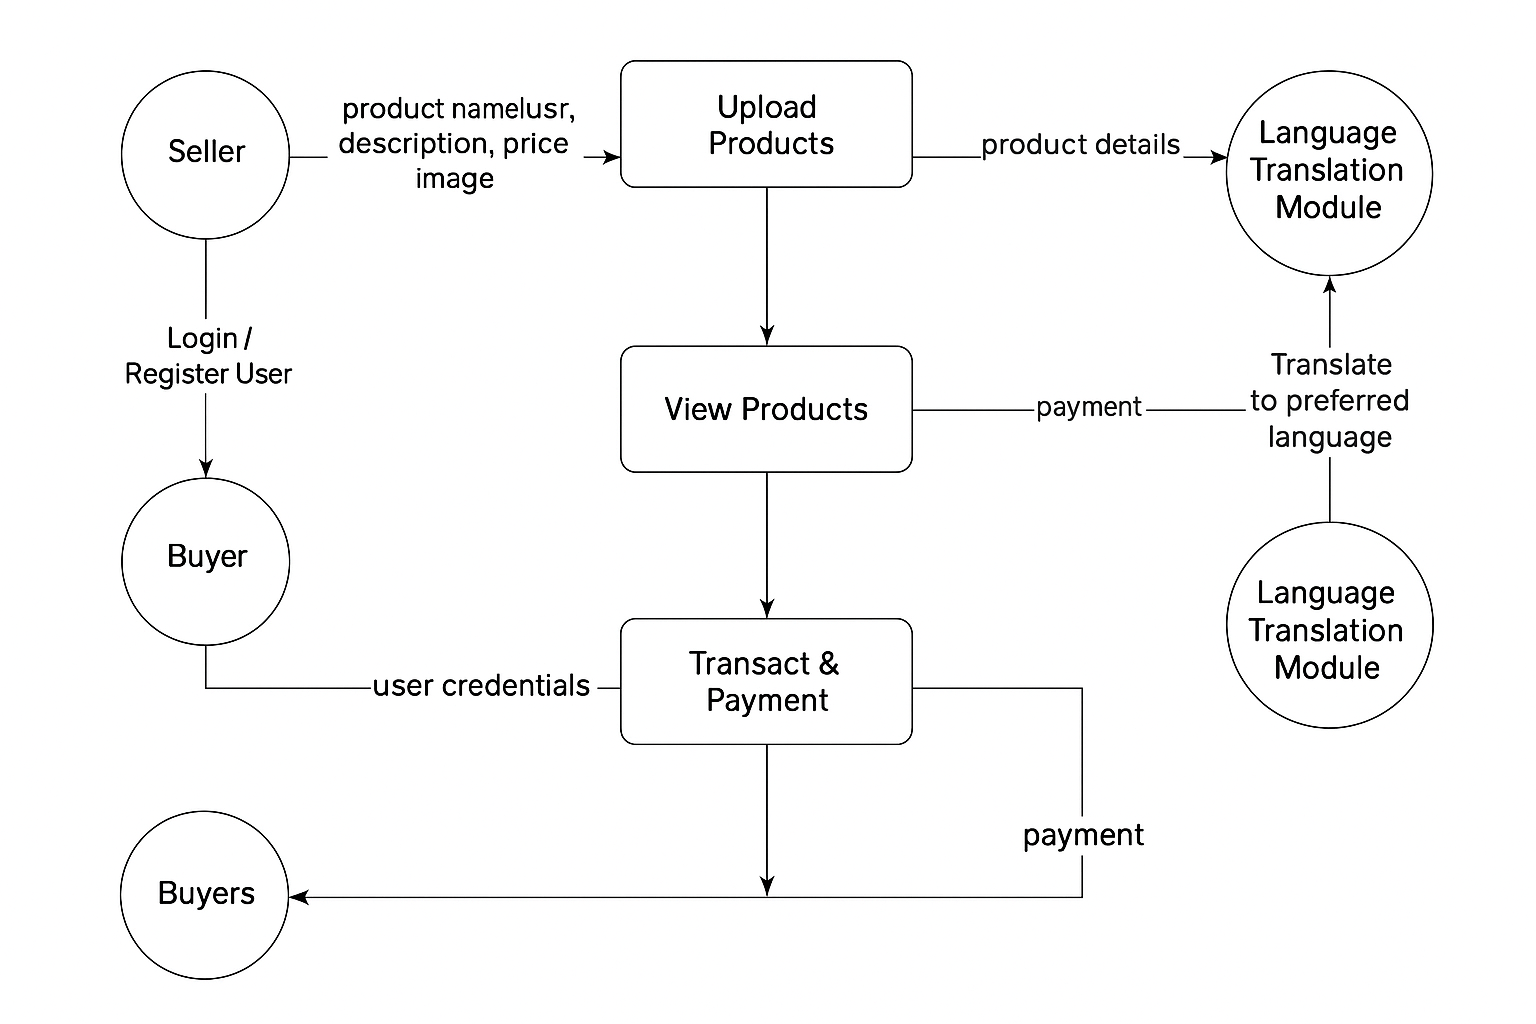 Seller
product namelusr,
description, price
image
Upload
Products
product details
Language
Translation
Module
Login /
Register User
View Products
payment
Translate
to preferred
language
Buyer
user credentials
Transact &
Payment
Language
Translation
Module
payment
Buyers